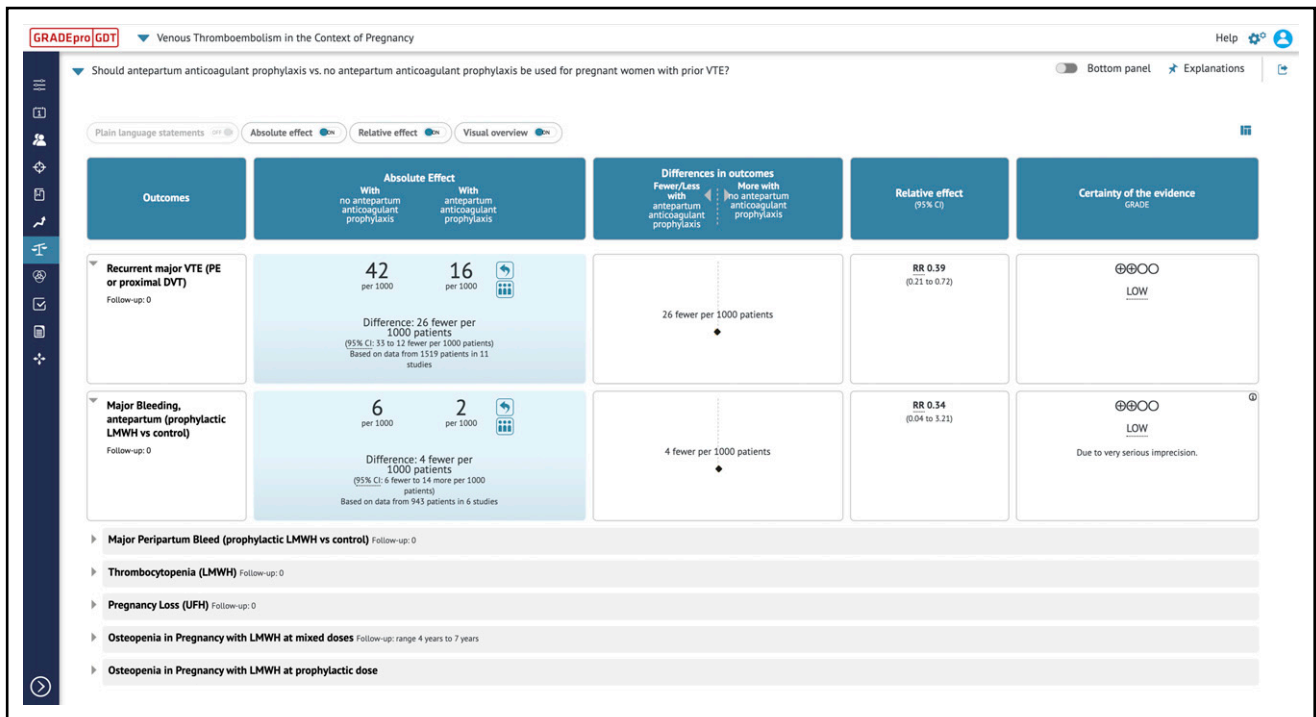 GRADEpro GDT
Venous Thromboembolism in the Context of Pregnancy
Help
Should antepartum anticoagulant prophylaxis vs. no antepartum anticoagulant prophylaxis be used for pregnant women with prior VTE?
Bottom panel
Explanations
Plain language statements OFF
Absolute effect ON
Relative effect ON
Visual overview ON
Outcomes
Absolute Effect
With
no antepartum
anticoagulant
prophylaxis
With
antepartum
anticoagulant
prophylaxis
Differences in outcomes
Fewer/Less
with
antepartum
anticoagulant
prophylaxis
More with
no antepartum
anticoagulant
prophylaxis
Relative effect
(95% CI)
Certainty of the evidence
GRADE
Recurrent major VTE (PE
or proximal DVT)
Follow-up: 0
42
per 1000
16
per 1000
Difference: 26 fewer per
1000 patients
(95% CI: 33 to 12 fewer per 1000 patients)
Based on data from 1519 patients in 11
studies
26 fewer per 1000 patients
RR 0.39
(0.21 to 0.72)
⊕⊕○○
LOW
Major Bleeding,
antepartum (prophylactic
LMWH vs control)
Follow-up: 0
6
per 1000
2
per 1000
Difference: 4 fewer per
1000 patients
(95% CI: 6 fewer to 14 more per 1000
patients)
Based on data from 943 patients in 6 studies
4 fewer per 1000 patients
RR 0.34
(0.04 to 3.21)
⊕⊕○○
LOW
Due to very serious imprecision.
Major Peripartum Bleed (prophylactic LMWH vs control) Follow-up: 0
Thrombocytopenia (LMWH) Follow-up: 0
Pregnancy Loss (UFH) Follow-up: 0
Osteopenia in Pregnancy with LMWH at mixed doses Follow-up: range 4 years to 7 years
Osteopenia in Pregnancy with LMWH at prophylactic dose